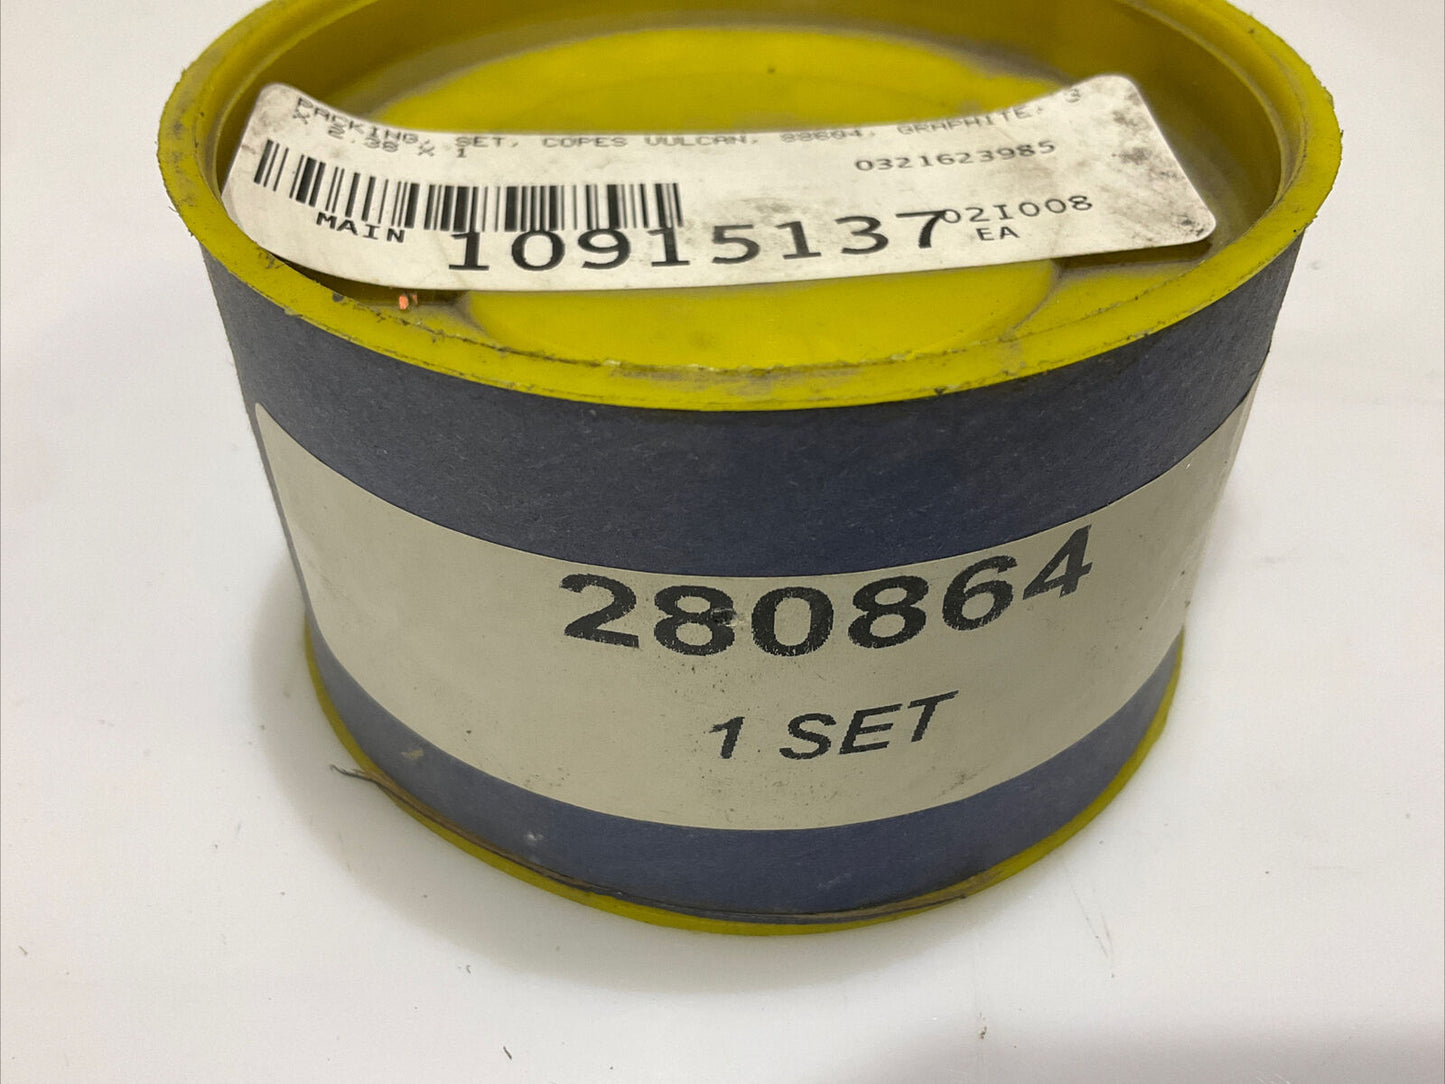 PACKING, SET, COPES VULCAN, 88604, GRAPHITE, 3
X 2.38 X 1
0321623985
MAIN 10915137 02I008
EA
280864
1 SET